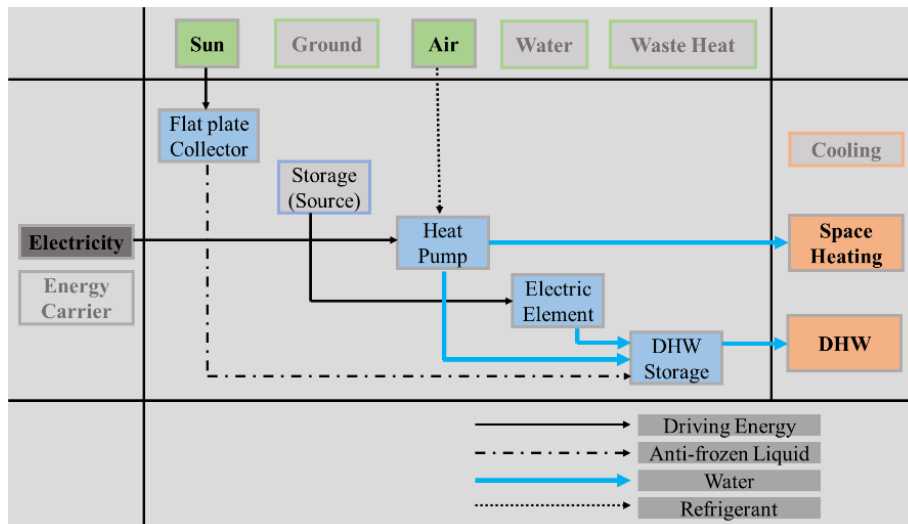 Sun
Ground
Air
Water
Waste Heat
Flat plate
Collector
Cooling
Storage
(Source)
Electricity
Heat
Pump
Space
Heating
Energy
Carrier
Electric
Element
DHW
Storage
DHW
Driving Energy
Anti-frozen Liquid
Water
Refrigerant